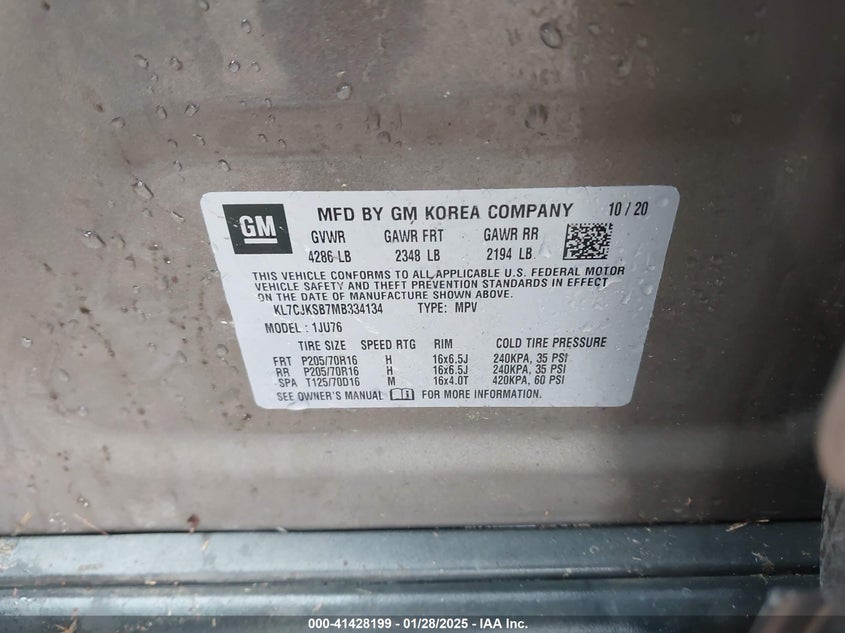 GM MFD BY GM KOREA COMPANY 10/20
GVWR GAWR FRT GAWR RR
4286 LB 2348 LB 2194 LB
THIS VEHICLE CONFORMS TO ALL APPLICABLE U.S. FEDERAL MOTOR
VEHICLE SAFETY AND THEFT PREVENTION STANDARDS IN EFFECT
ON THE DATE OF MANUFACTURE SHOWN ABOVE.
KL7CJKSB7MB334134 TYPE: MPV
MODEL: 1JU76
TIRE SIZE SPEED RTG RIM COLD TIRE PRESSURE
FRT P205/70R16 H 16x6.5J 240KPA, 35 PSI
RR P205/70R16 H 16x6.5J 240KPA, 35 PSI
SPA T125/70D16 M 16x4.0T 420KPA, 60 PSI
SEE OWNER'S MANUAL FOR MORE INFORMATION.
000-41428199 - 01/28/2025 - IAA Inc.